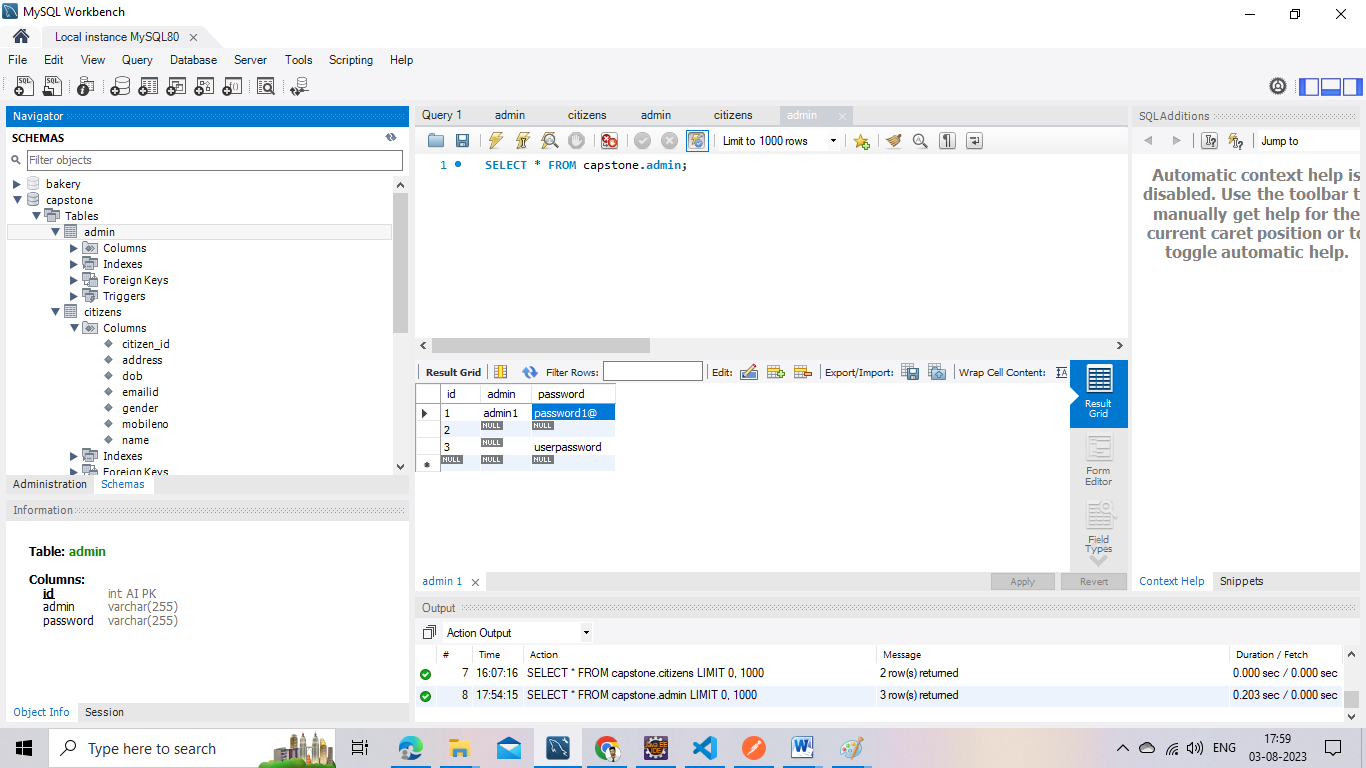 MySQL Workbench
Local instance MySQL80
File Edit View Query Database Server Tools Scripting Help
Navigator
SCHEMAS
Filter objects
bakery
capstone
Tables
admin
Columns
Indexes
Foreign Keys
Triggers
citizens
Columns
citizen_id
address
dob
emailid
gender
mobileno
name
Indexes
Foreign Keys
Administration Schemas
Information
Table: admin
Columns:
id int AI PK
admin varchar(255)
password varchar(255)
Object Info Session
Query 1 admin citizens admin citizens admin
Limit to 1000 rows
1 SELECT * FROM capstone.admin;
Result Grid Filter Rows: Edit: Export/Import: Wrap Cell Content:
id admin password
1 admin1 password1@
2 NULL NULL
3 NULL userpassword
NULL NULL NULL
Result
Grid
Form
Editor
Field
Types
admin 1 Apply Revert
SQLAdditions
Jump to
Automatic context help is
disabled. Use the toolbar t
manually get help for the
current caret position or to
toggle automatic help.
Context Help Snippets
Output
Action Output
# Time Action Message Duration / Fetch
7 16:07:16 SELECT * FROM capstone.citizens LIMIT 0, 1000 2 row(s) returned 0.000 sec / 0.000 sec
8 17:54:15 SELECT * FROM capstone.admin LIMIT 0, 1000 3 row(s) returned 0.203 sec / 0.000 sec
Type here to search
ENG
17:59
03-08-2023